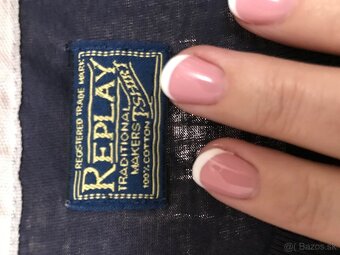 REGISTERED TRADE MARK
REPLAY
TRADITIONAL
MAKERS
100% COTTON
T-SHIRT
Bazos.sk